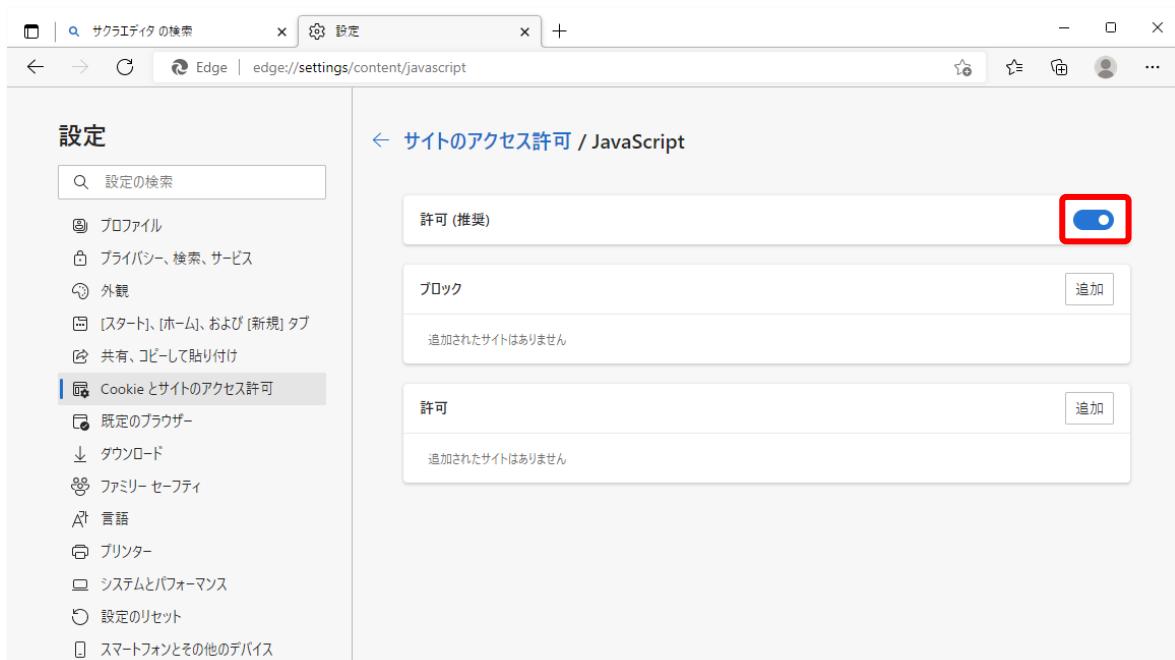 サクラエディタ の検索
設定
Edge | edge://settings/content/javascript
設定
設定の検索
プロファイル
プライバシー、検索、サービス
外観
[スタート]、[ホーム]、および [新規] タブ
共有、コピーして貼り付け
Cookie とサイトのアクセス許可
既定のブラウザー
ダウンロード
ファミリー セーフティ
言語
プリンター
システムとパフォーマンス
設定のリセット
スマートフォンとその他のデバイス
サイトのアクセス許可 / JavaScript
許可 (推奨)
ブロック
追加
追加されたサイトはありません
許可
追加
追加されたサイトはありません